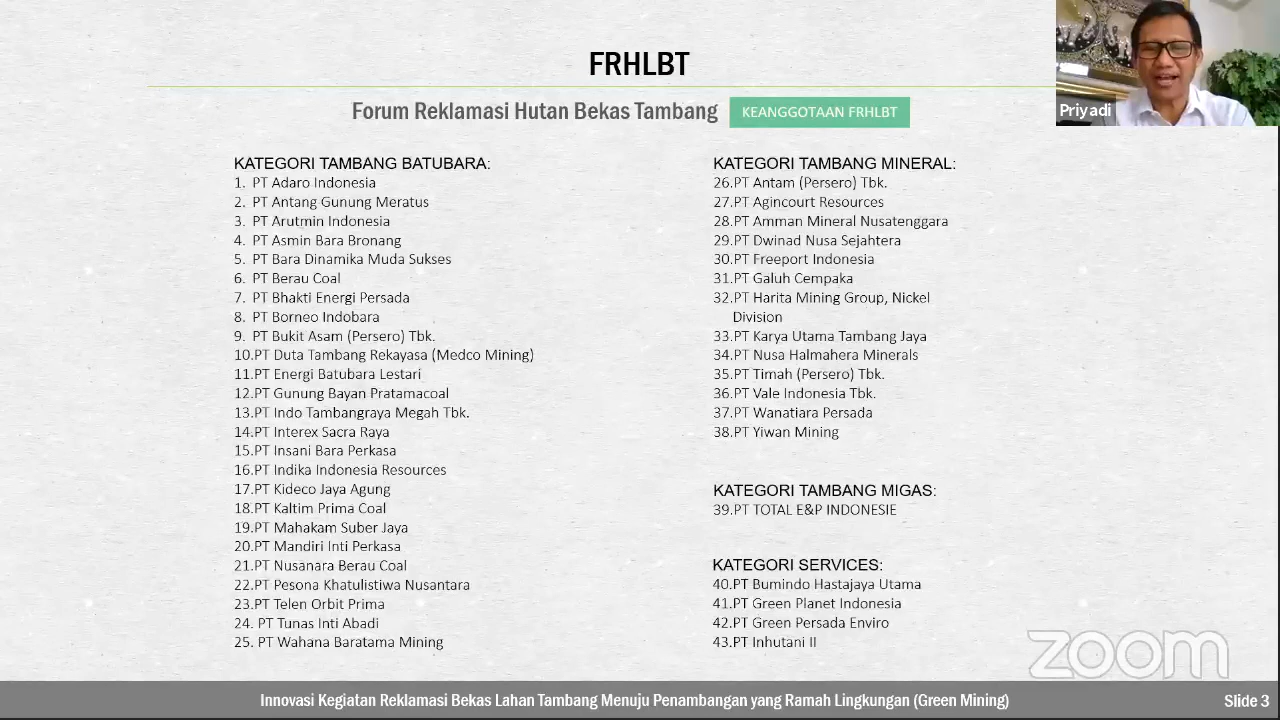 FRHLBT
Forum Reklamasi Hutan Bekas Tambang
KEANGGOTAAN FRHLBT
Priyadi
KATEGORI TAMBANG BATUBARA:
1. PT Adaro Indonesia
2. PT Antang Gunung Meratus
3. PT Arutmin Indonesia
4. PT Asmin Bara Bronang
5. PT Bara Dinamika Muda Sukses
6. PT Berau Coal
7. PT Bhakti Energi Persada
8. PT Borneo Indobara
9. PT Bukit Asam (Persero) Tbk.
10.PT Duta Tambang Rekayasa (Medco Mining)
11.PT Energi Batubara Lestari
12.PT Gunung Bayan Pratamacoal
13.PT Indo Tambangraya Megah Tbk.
14.PT Interex Sacra Raya
15.PT Insani Bara Perkasa
16.PT Indika Indonesia Resources
17.PT Kideco Jaya Agung
18.PT Kaltim Prima Coal
19.PT Mahakam Suber Jaya
20.PT Mandiri Inti Perkasa
21.PT Nusanara Berau Coal
22.PT Pesona Khatulistiwa Nusantara
23.PT Telen Orbit Prima
24. PT Tunas Inti Abadi
25. PT Wahana Baratama Mining
KATEGORI TAMBANG MINERAL:
26.PT Antam (Persero) Tbk.
27.PT Agincourt Resources
28.PT Amman Mineral Nusatenggara
29.PT Dwinad Nusa Sejahtera
30.PT Freeport Indonesia
31.PT Galuh Cempaka
32.PT Harita Mining Group, Nickel
Division
33.PT Karya Utama Tambang Jaya
34.PT Nusa Halmahera Minerals
35.PT Timah (Persero) Tbk.
36.PT Vale Indonesia Tbk.
37.PT Wanatiara Persada
38.PT Yiwan Mining
KATEGORI TAMBANG MIGAS:
39.PT TOTAL E&P INDONESIE
KATEGORI SERVICES:
40.PT Bumindo Hastajaya Utama
41.PT Green Planet Indonesia
42.PT Green Persada Enviro
43.PT Inhutani II
zoom
Innovasi Kegiatan Reklamasi Bekas Lahan Tambang Menuju Penambangan yang Ramah Lingkungan (Green Mining)
Slide 3